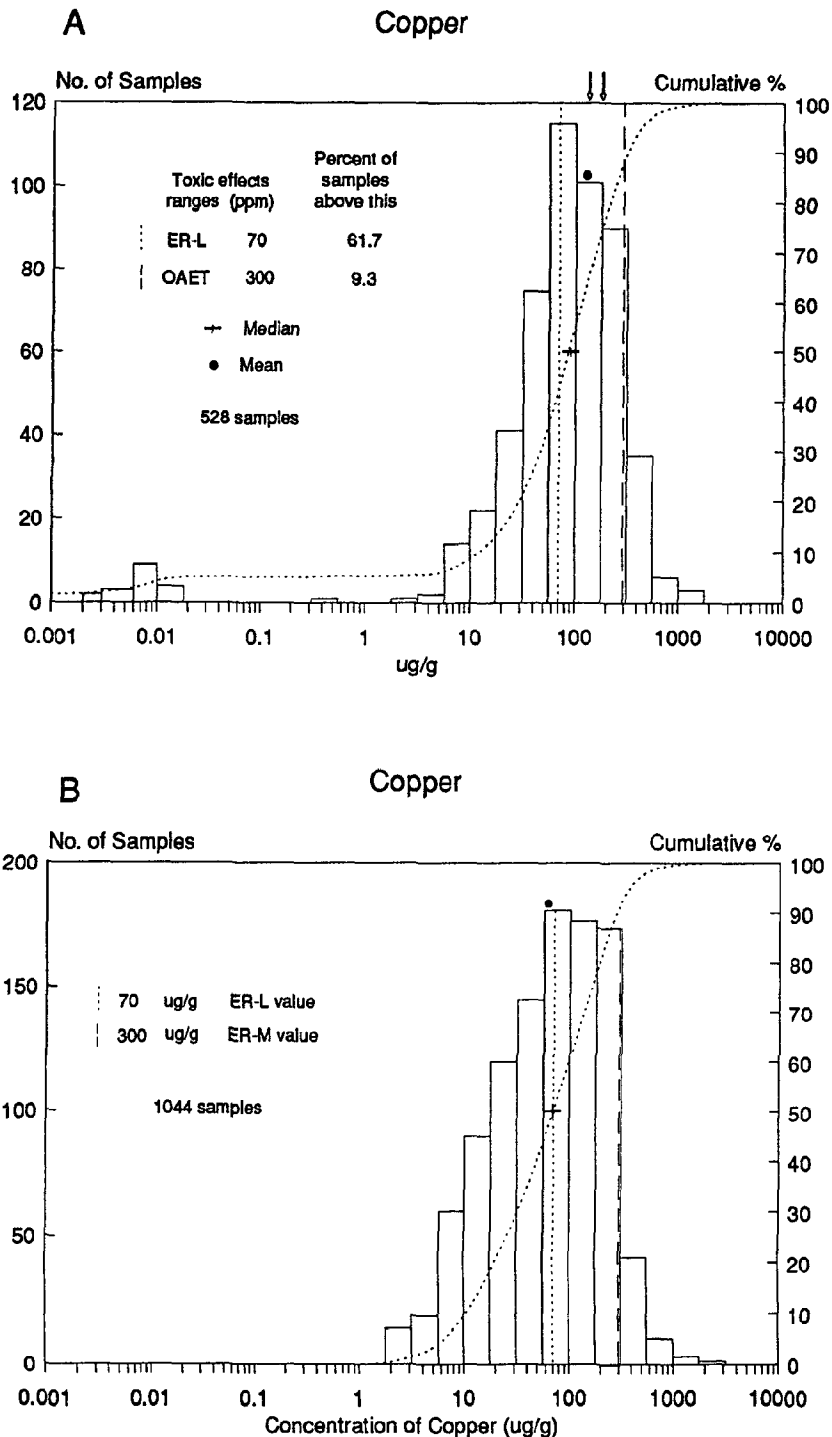 A
Copper
No. of Samples
Cumulative %
120
100
80
60
40
20
0
100
90
80
70
60
50
40
30
20
10
0
Percent of
Toxic effects samples
ranges (ppm) above this
ER-L 70 61.7
OAET 300 9.3
Median
Mean
528 samples
0.001 0.01 0.1 1 10 100 1000 10000
ug/g
B
Copper
No. of Samples
Cumulative %
200
150
100
50
0
100
90
80
70
60
50
40
30
20
10
0
70 ug/g ER-L value
300 ug/g ER-M value
1044 samples
0.001 0.01 0.1 1 10 100 1000 10000
Concentration of Copper (ug/g)